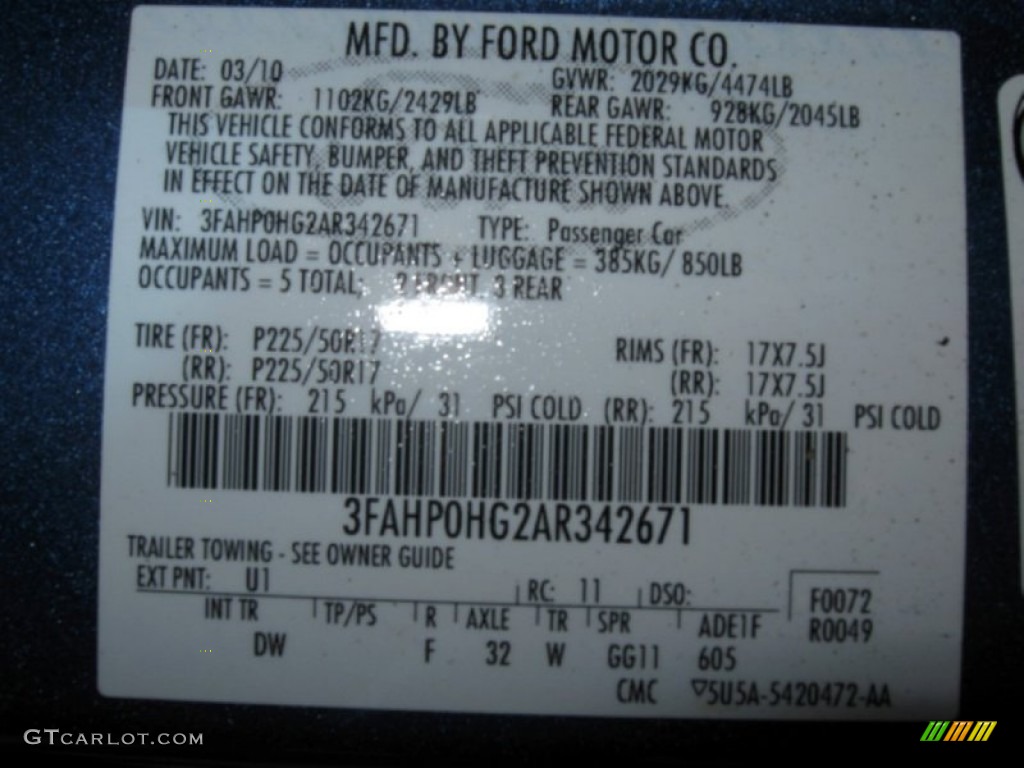 MFD. BY FORD MOTOR CO.
DATE: 03/10 GVWR: 2029KG/4474LB
FRONT GAWR: 1102KG/2429LB REAR GAWR: 928KG/2045LB
THIS VEHICLE CONFORMS TO ALL APPLICABLE FEDERAL MOTOR
VEHICLE SAFETY, BUMPER, AND THEFT PREVENTION STANDARDS
IN EFFECT ON THE DATE OF MANUFACTURE SHOWN ABOVE.
VIN: 3FAHP0HG2AR342671 TYPE: Passenger Car
MAXIMUM LOAD = OCCUPANTS + LUGGAGE = 385KG/ 850LB
OCCUPANTS = 5 TOTAL; 2 FRONT 3 REAR
TIRE (FR): P225/50R17 RIMS (FR): 17X7.5J
(RR): P225/50R17 (RR): 17X7.5J
PRESSURE (FR): 215 kPa/ 31 PSI COLD (RR): 215 kPa/ 31 PSI COLD
3FAHP0HG2AR342671
TRAILER TOWING - SEE OWNER GUIDE
EXT PNT: U1 RC: 11 DSO: F0072
INT TR TP/PS R AXLE TR SPR ADE1F R0049
DW F 32 W GG11 605
CMC ▽5U5A-5420472-AA
GTCARLOT.COM